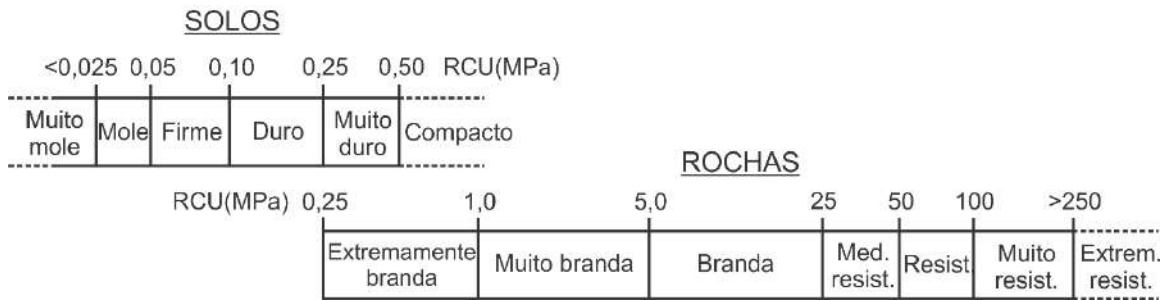 SOLOS
<0,025 0,05 0,10 0,25 0,50 RCU(MPa)
Muito mole Mole Firme Duro Muito duro Compacto
ROCHAS
RCU(MPa) 0,25 1,0 5,0 25 50 100 >250
Extremamente branda Muito branda Branda Med. resist. Resist. Muito resist. Extrem. resist.